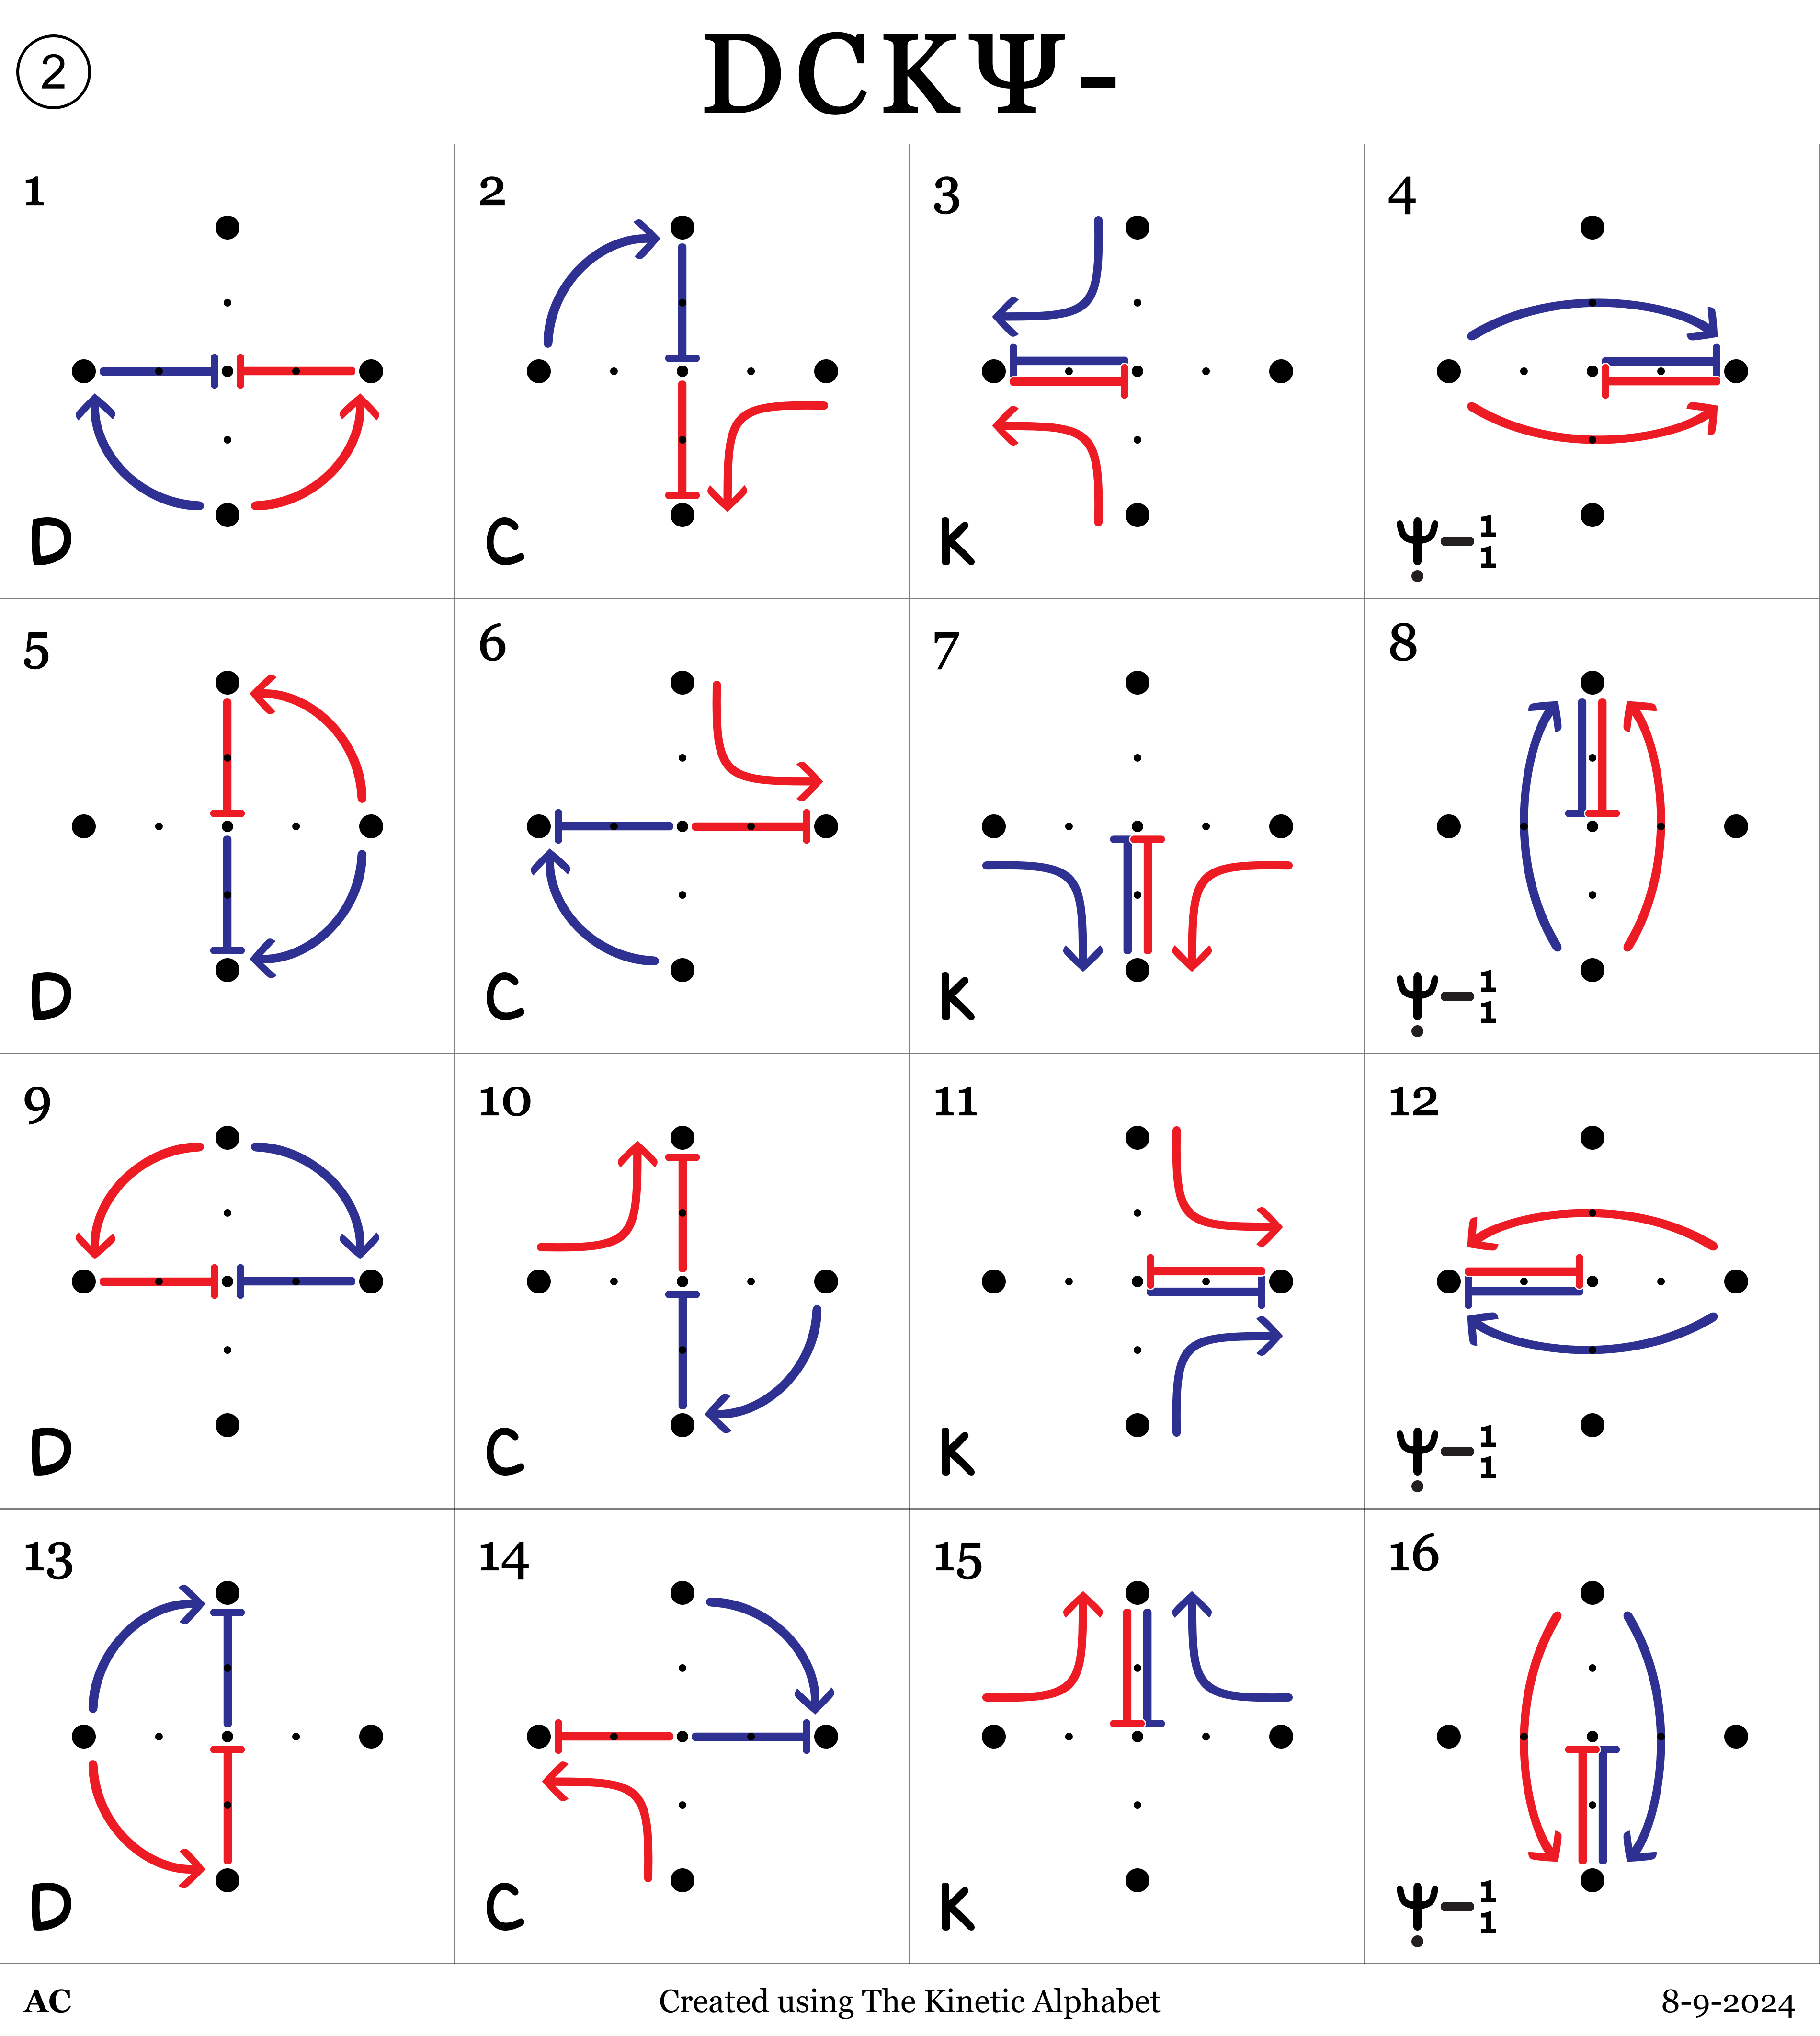 ②
DCKΨ-
1
2
3
4
D
C
K
Ψ-1
1
5
6
7
8
D
C
K
Ψ-1
1
9
10
11
12
D
C
K
Ψ-1
1
13
14
15
16
D
C
K
Ψ-1
1
AC
Created using The Kinetic Alphabet
8-9-2024